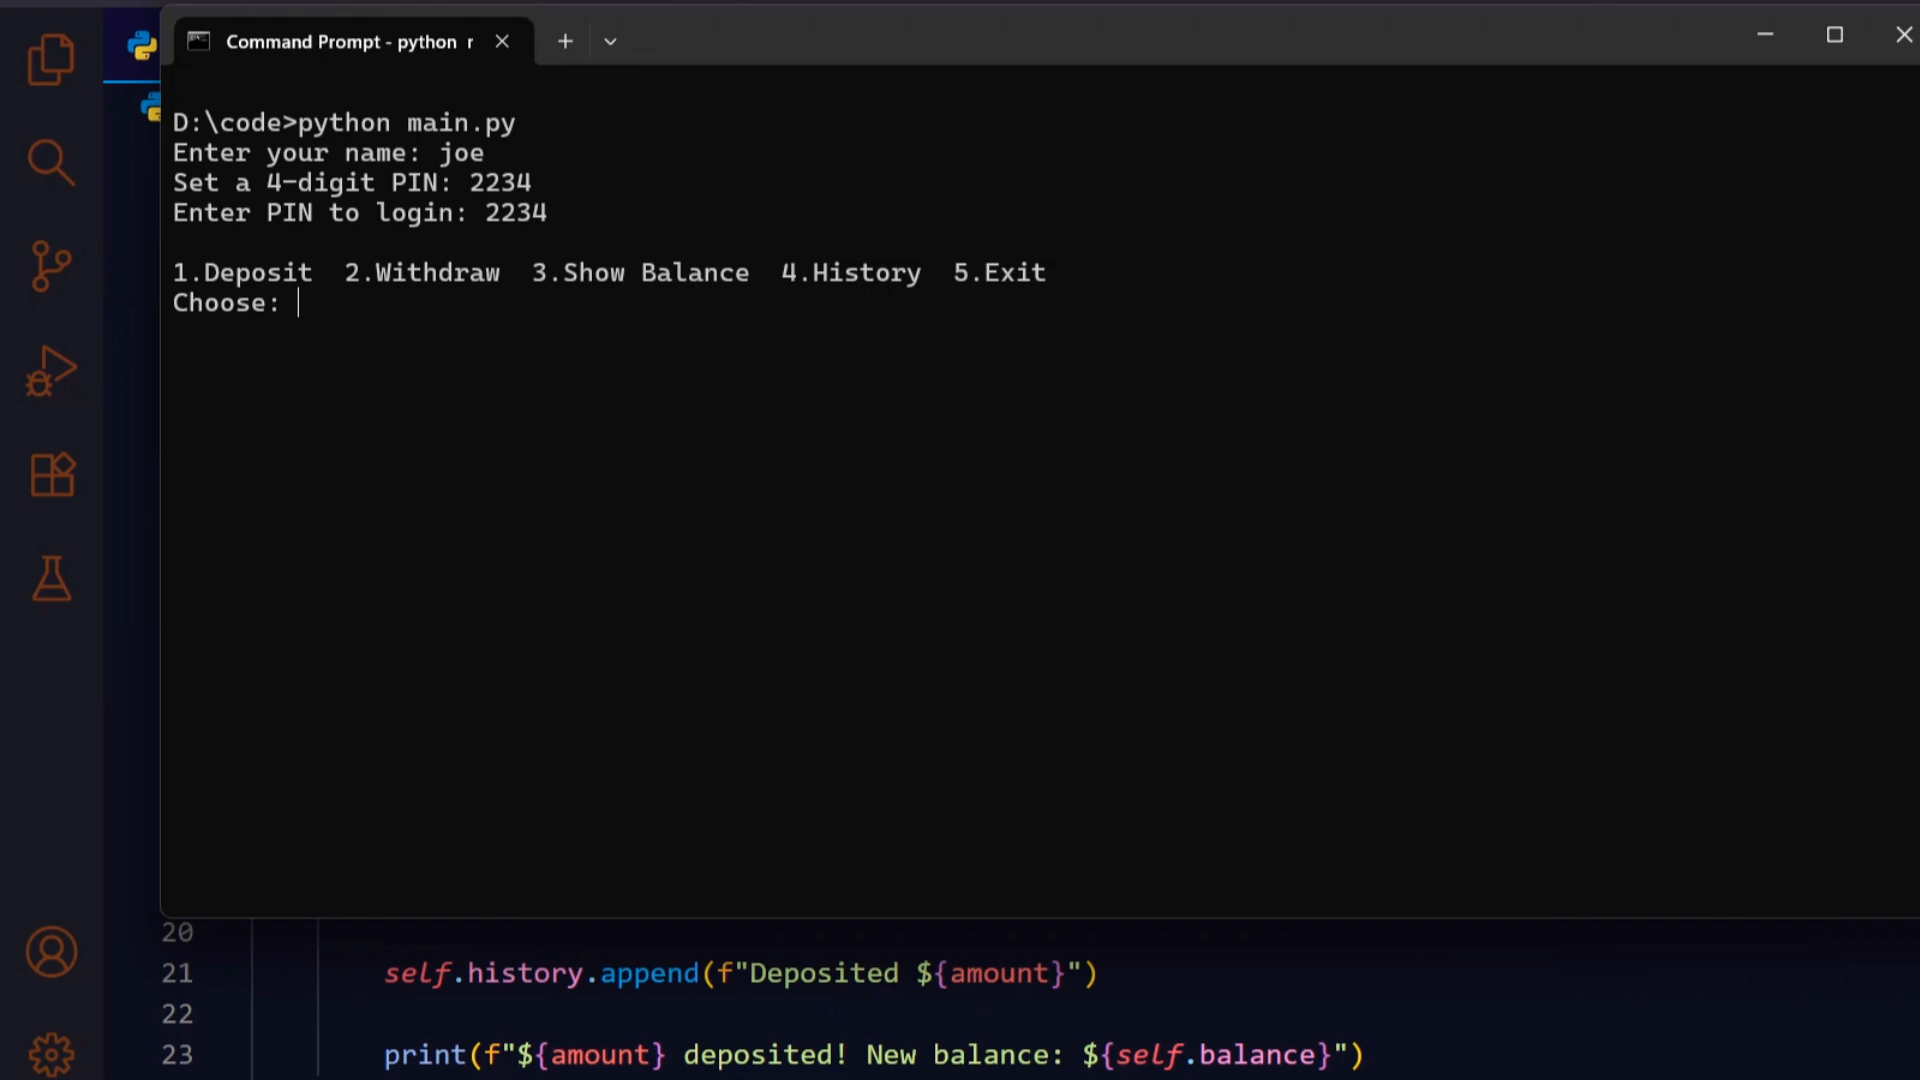 Command Prompt - python r
D:\code>python main.py
Enter your name: joe
Set a 4-digit PIN: 2234
Enter PIN to login: 2234
1.Deposit  2.Withdraw  3.Show Balance  4.History  5.Exit
Choose:
20
21 self.history.append(f"Deposited ${amount}")
22
23 print(f"${amount} deposited! New balance: ${self.balance}")